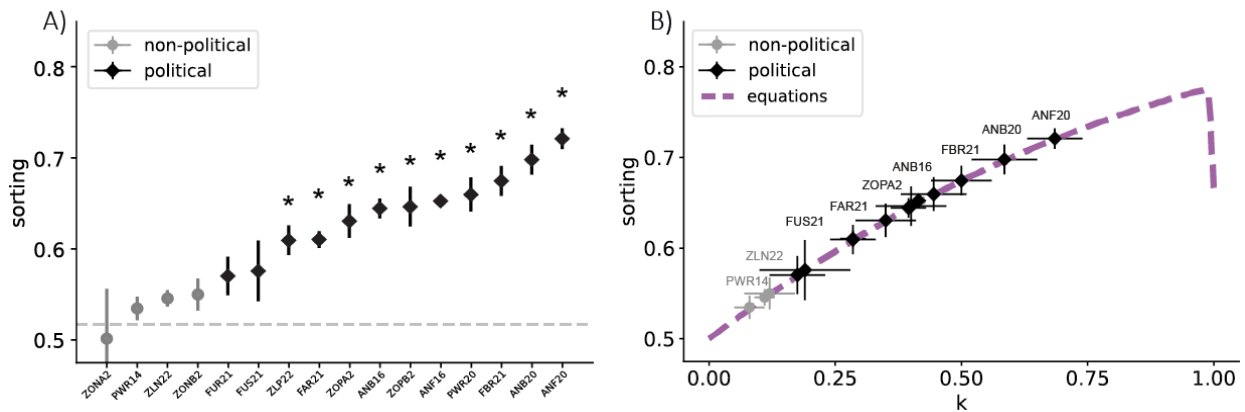 A)
non-political
political
sorting
0.8
0.7
0.6
0.5
*
*
*
*
*
*
*
*
*
*
ZONA2
PWR14
ZLN22
ZONB2
FUR21
FUS21
ZLP22
FAR21
ZOPA2
ANB16
ZOPB2
ANF16
PWR20
FBR21
ANB20
ANF20
B)
non-political
political
equations
sorting
0.8
0.7
0.6
0.5
ANF20
ANB20
FBR21
ANB16
ZOPA2
FAR21
FUS21
ZLN22
PWR14
0.00
0.25
0.50
0.75
1.00
k